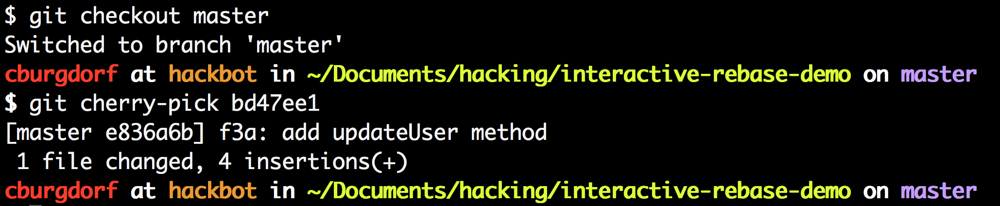 $ git checkout master
Switched to branch 'master'
cburgdorf at hackbot in ~/Documents/hacking/interactive-rebase-demo on master
$ git cherry-pick bd47ee1
[master e836a6b] f3a: add updateUser method
 1 file changed, 4 insertions(+)
cburgdorf at hackbot in ~/Documents/hacking/interactive-rebase-demo on master